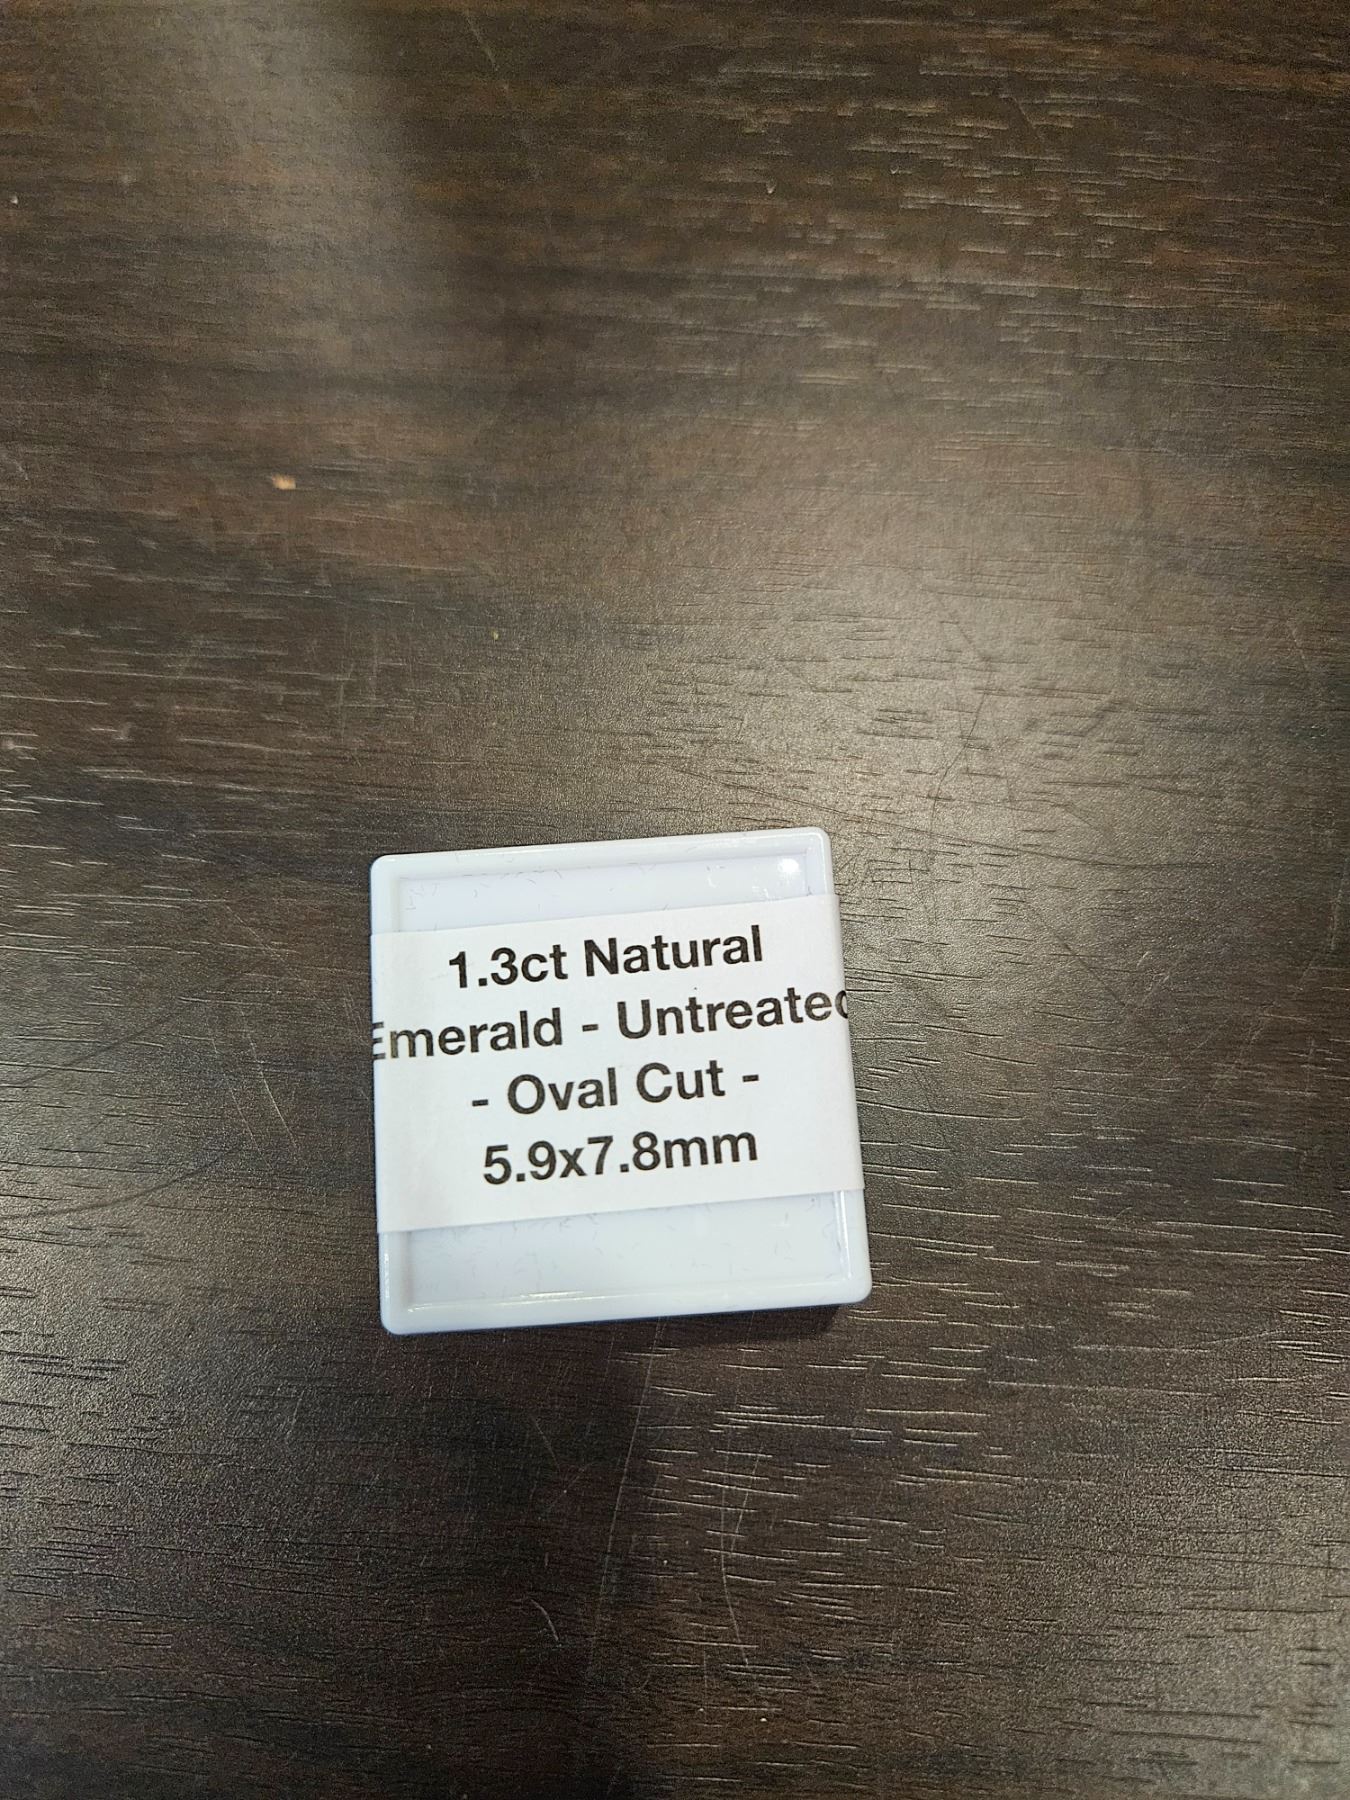 1.3ct Natural
Emerald - Untreated
- Oval Cut -
5.9x7.8mm